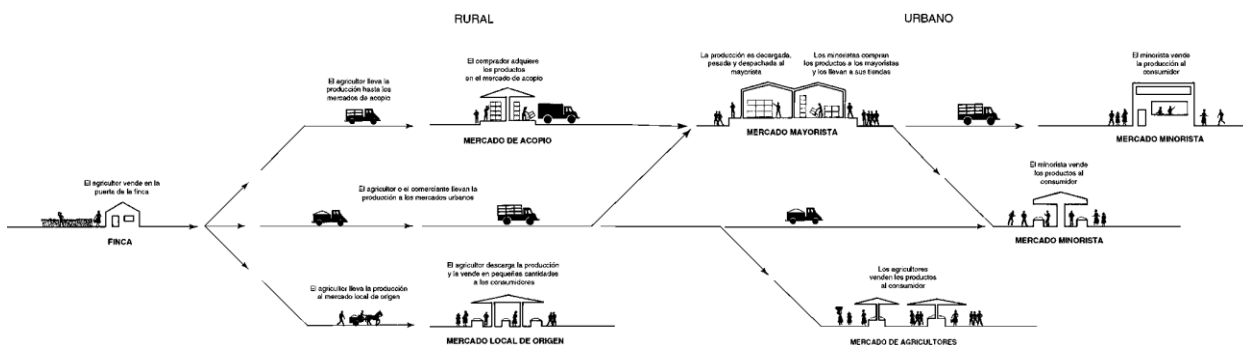 RURAL
URBANO
El agricultor vende en la
puerta de la finca
FINCA
El agricultor lleva la
producción hasta los
mercados de acopio
El comprador adquiere
los productos
en el mercado de acopio
MERCADO DE ACOPIO
El agricultor o el comerciante llevan la
producción a los mercados urbanos
El agricultor lleva la producción
al mercado local de origen
El agricultor descarga la producción
y la vende en pequeñas cantidades
a los consumidores
MERCADO LOCAL DE ORIGEN
La producción es decargada,
pesada y despachada al
mayorista
Los minoristas compran
los productos a los mayoristas
y los llevan a sus tiendas
MERCADO MAYORISTA
El minorista vende
la producción al
consumidor
MERCADO MINORISTA
El minorista vende
los productos al
consumidor
MERCADO MINORISTA
Los agricultores
venden los productos
al consumidor
MERCADO DE AGRICULTORES